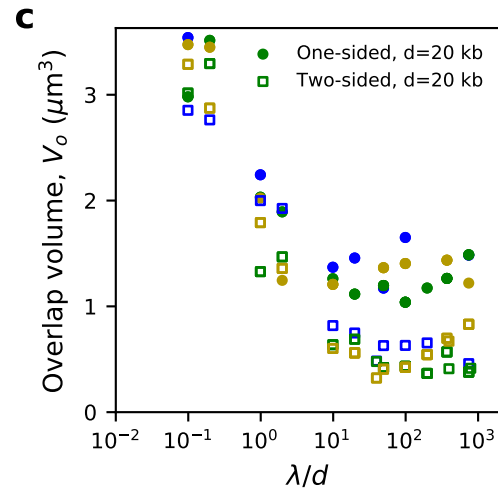 c
One-sided, d=20 kb
Two-sided, d=20 kb
Overlap volume, Vₒ (μm³)
3
2
1
0
10⁻² 10⁻¹ 10⁰ 10¹ 10² 10³
λ/d